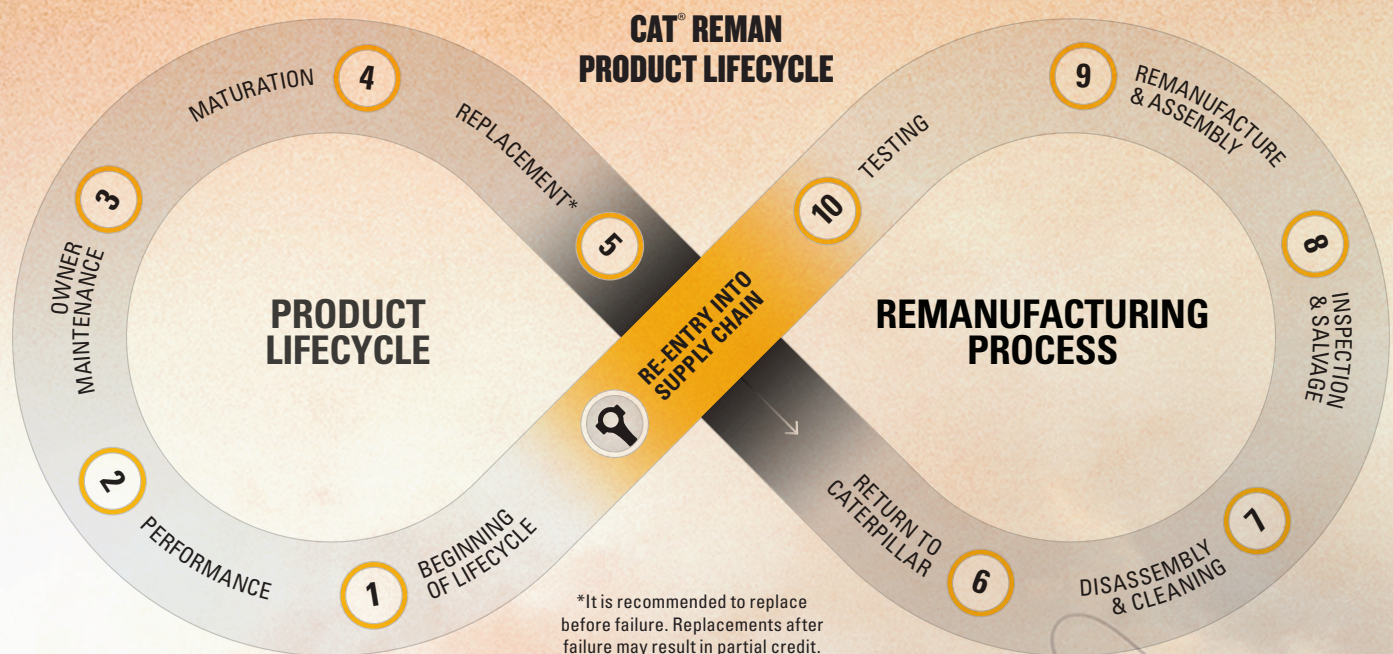 CAT® REMAN
PRODUCT LIFECYCLE
PRODUCT
LIFECYCLE
1
BEGINNING
OF LIFECYCLE
2
PERFORMANCE
3
OWNER
MAINTENANCE
4
MATURATION
5
REPLACEMENT*
REMANUFACTURING
PROCESS
6
RETURN TO
CATERPILLAR
7
DISASSEMBLY
& CLEANING
8
INSPECTION
& SALVAGE
9
REMANUFACTURE
& ASSEMBLY
10
TESTING
RE-ENTRY INTO
SUPPLY CHAIN
*It is recommended to replace
before failure. Replacements after
failure may result in partial credit.